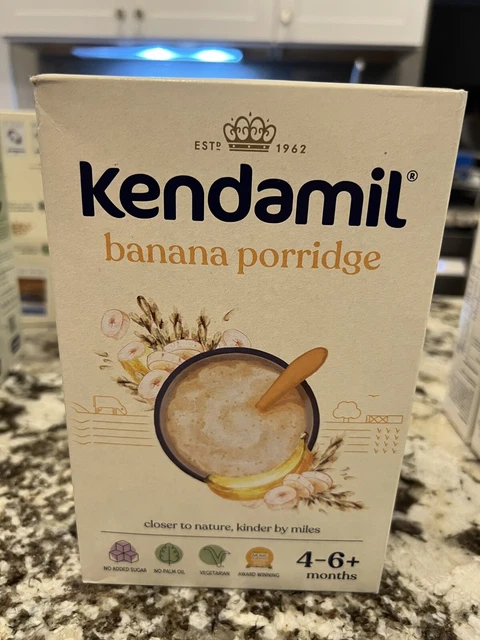 ESTD 1962
Kendamil®
banana porridge
closer to nature, kinder by miles
NO ADDED SUGAR NO PALM OIL VEGETARIAN AWARD WINNING
4-6+
months